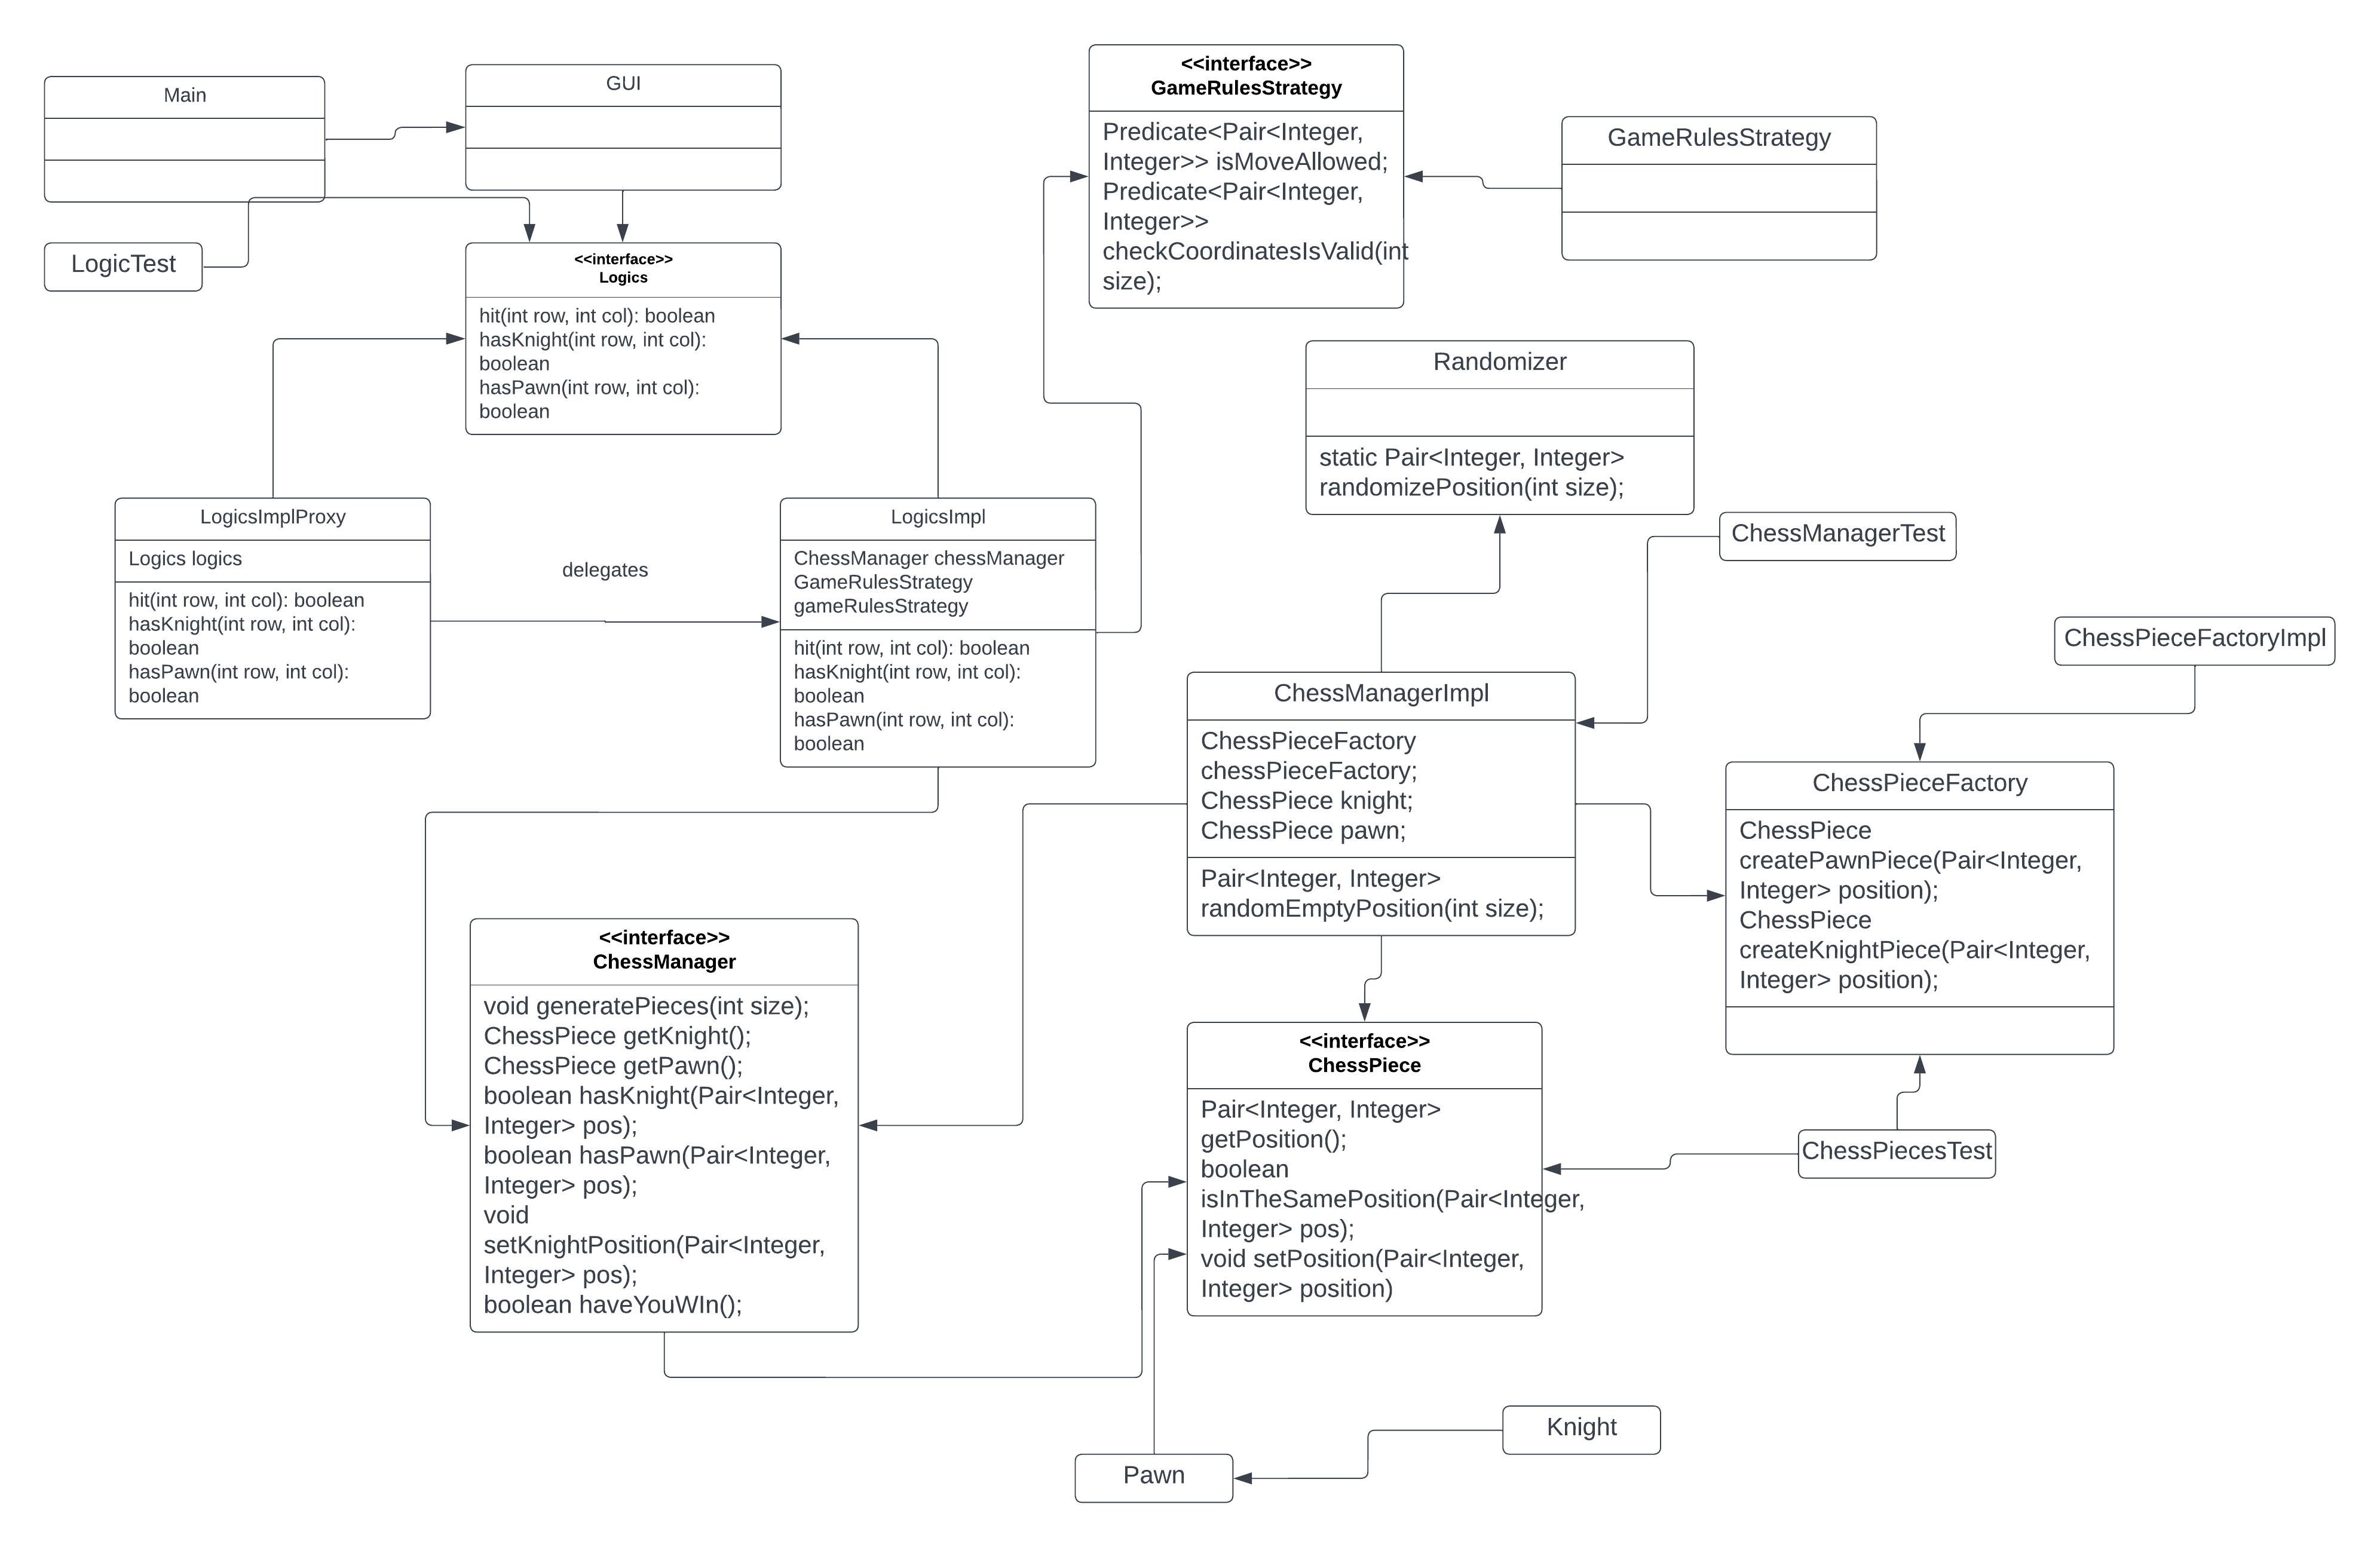 Main
GUI
LogicTest
<<interface>>
Logics
hit(int row, int col): boolean
hasKnight(int row, int col):
boolean
hasPawn(int row, int col):
boolean
<<interface>>
GameRulesStrategy
Predicate<Pair<Integer,
Integer>> isMoveAllowed;
Predicate<Pair<Integer,
Integer>>
checkCoordinatesIsValid(int
size);
GameRulesStrategy
Randomizer
static Pair<Integer, Integer>
randomizePosition(int size);
LogicsImplProxy
Logics logics
hit(int row, int col): boolean
hasKnight(int row, int col):
boolean
hasPawn(int row, int col):
boolean
delegates
LogicsImpl
ChessManager chessManager
GameRulesStrategy
gameRulesStrategy
hit(int row, int col): boolean
hasKnight(int row, int col):
boolean
hasPawn(int row, int col):
boolean
ChessManagerTest
ChessPieceFactoryImpl
ChessManagerImpl
ChessPieceFactory
chessPieceFactory;
ChessPiece knight;
ChessPiece pawn;
Pair<Integer, Integer>
randomEmptyPosition(int size);
ChessPieceFactory
ChessPiece
createPawnPiece(Pair<Integer,
Integer> position);
ChessPiece
createKnightPiece(Pair<Integer,
Integer> position);
<<interface>>
ChessManager
void generatePieces(int size);
ChessPiece getKnight();
ChessPiece getPawn();
boolean hasKnight(Pair<Integer,
Integer> pos);
boolean hasPawn(Pair<Integer,
Integer> pos);
void
setKnightPosition(Pair<Integer,
Integer> pos);
boolean haveYouWIn();
<<interface>>
ChessPiece
Pair<Integer, Integer>
getPosition();
boolean
isInTheSamePosition(Pair<Integer,
Integer> pos);
void setPosition(Pair<Integer,
Integer> position)
ChessPiecesTest
Knight
Pawn